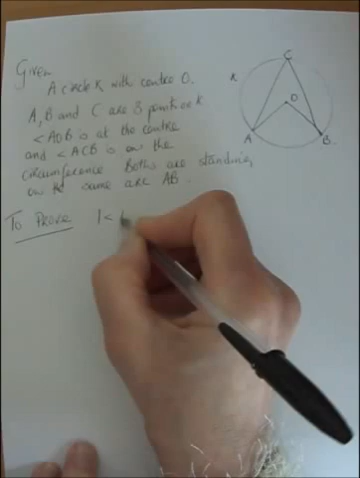 Given
A circle K with centre O.
A, B and C are 3 points on K
<AOB is at the centre
and <ACB is on the
circumference Both are standing
on the same arc AB.
To Prove |<
C
K
O
A
B